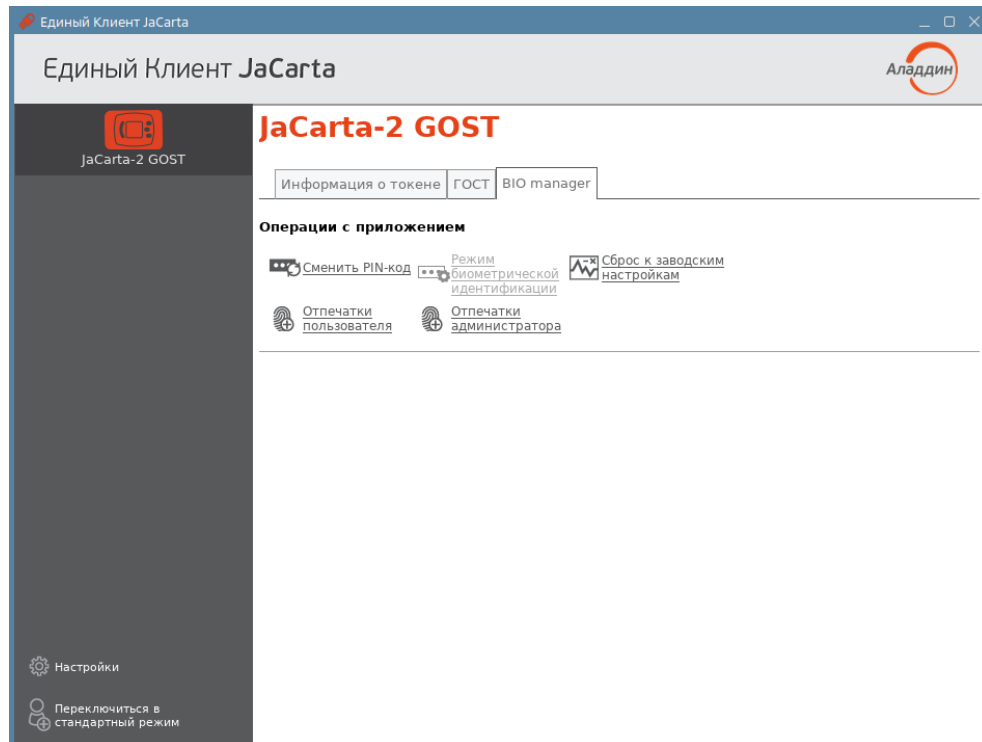 Единый Клиент JaCarta
Единый Клиент JaCarta
Аладдин
JaCarta-2 GOST
JaCarta-2 GOST
Информация о токене
ГОСТ
BIO manager
Операции с приложением
Сменить PIN-код
Режим
биометрической
идентификации
Сброс к заводским
настройкам
Отпечатки
пользователя
Отпечатки
администратора
Настройки
Переключиться в
стандартный режим